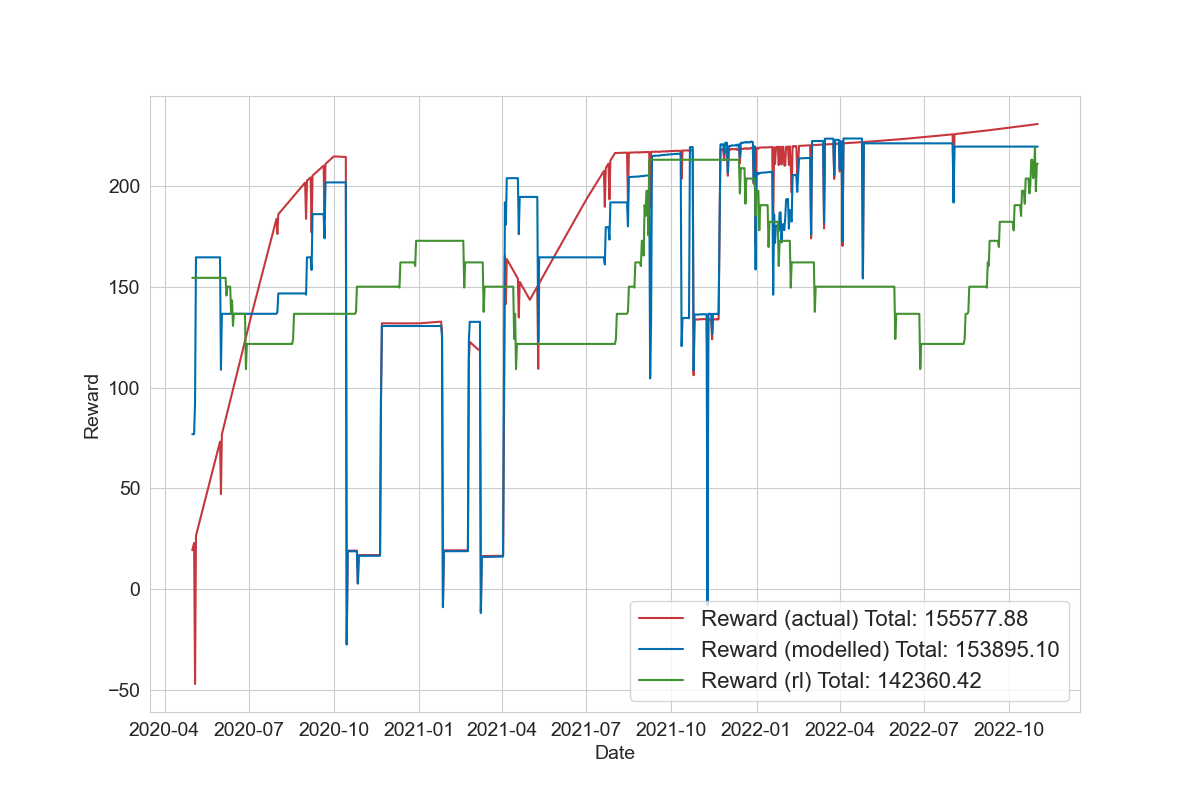 200
150
100
50
0
−50
Reward
2020-04 2020-07 2020-10 2021-01 2021-04 2021-07 2021-10 2022-01 2022-04 2022-07 2022-10
Date
Reward (actual) Total: 155577.88
Reward (modelled) Total: 153895.10
Reward (rl) Total: 142360.42